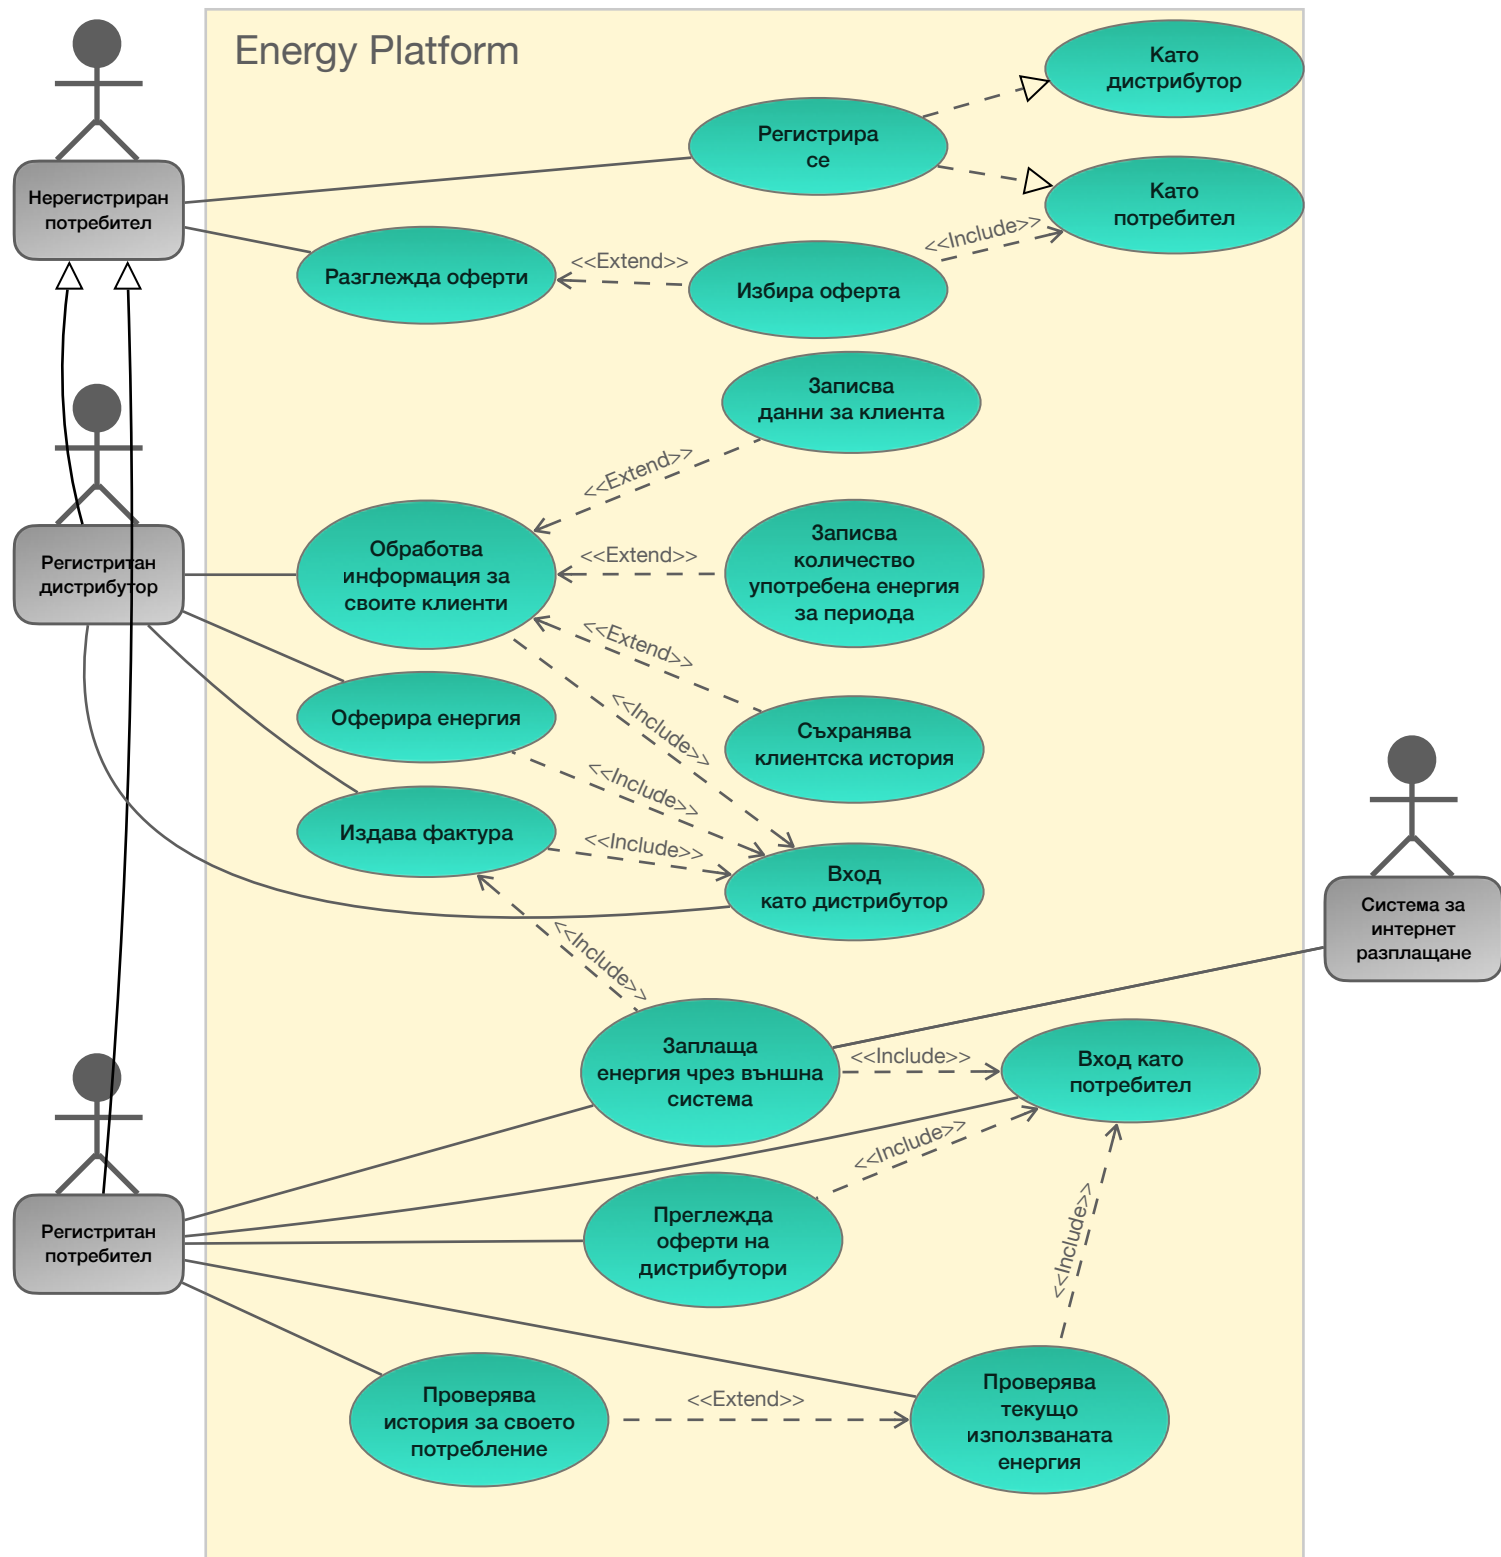 Energy Platform
Като
дистрибутор
Регистрира
се
Нерегистриран
потребител
Като
потребител
<<Include>>
Разглежда оферти
<<Extend>>
Избира оферта
Записва
данни за клиента
<<Extend>>
Регистритан
дистрибутор
Обработва
информация за
своите клиенти
<<Extend>>
Записва
количество
употребена енергия
за периода
<<Extend>>
<<Include>>
Оферира енергия
Съхранява
клиентска история
<<Include>>
Издава фактура
<<Include>>
Вход
като дистрибутор
Система за
интернет
разплащане
<<Include>>
Заплаща
енергия чрез външна
система
<<Include>>
Вход като
потребител
<<Include>>
Регистритан
потребител
Преглежда
оферти на
дистрибутори
<<Include>>
Проверява
история за своето
потребление
<<Extend>>
Проверява
текущо
използваната
енергия